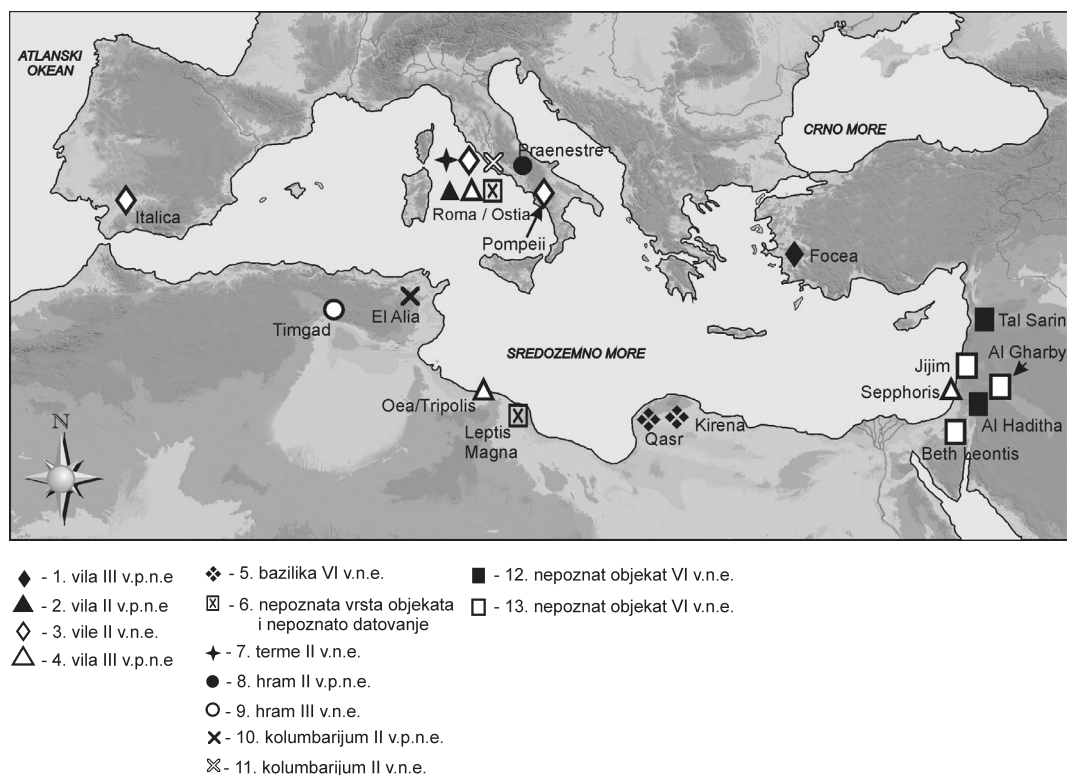 ATLANSKI
OKEAN
CRNO MORE
Praenestre
Italica
Roma / Ostia
Pompeii
Focea
Timgad
El Alia
Tal Sarin
SREDOZEMNO MORE
Al Gharby
Jijim
Sepphoris
Oea/Tripolis
Leptis
Magna
Qasr
Kirena
Al Haditha
Beth Leontis
N
- 1. vila III v.p.n.e
- 2. vila II v.p.n.e
- 3. vile II v.n.e.
- 4. vila III v.p.n.e
- 5. bazilika VI v.n.e.
- 6. nepoznata vrsta objekata
i nepoznato datovanje
- 7. terme II v.n.e.
- 8. hram II v.p.n.e.
- 9. hram III v.n.e.
- 10. kolumbarijum II v.p.n.e.
- 11. kolumbarijum II v.n.e.
- 12. nepoznat objekat VI v.n.e.
- 13. nepoznat objekat VI v.n.e.